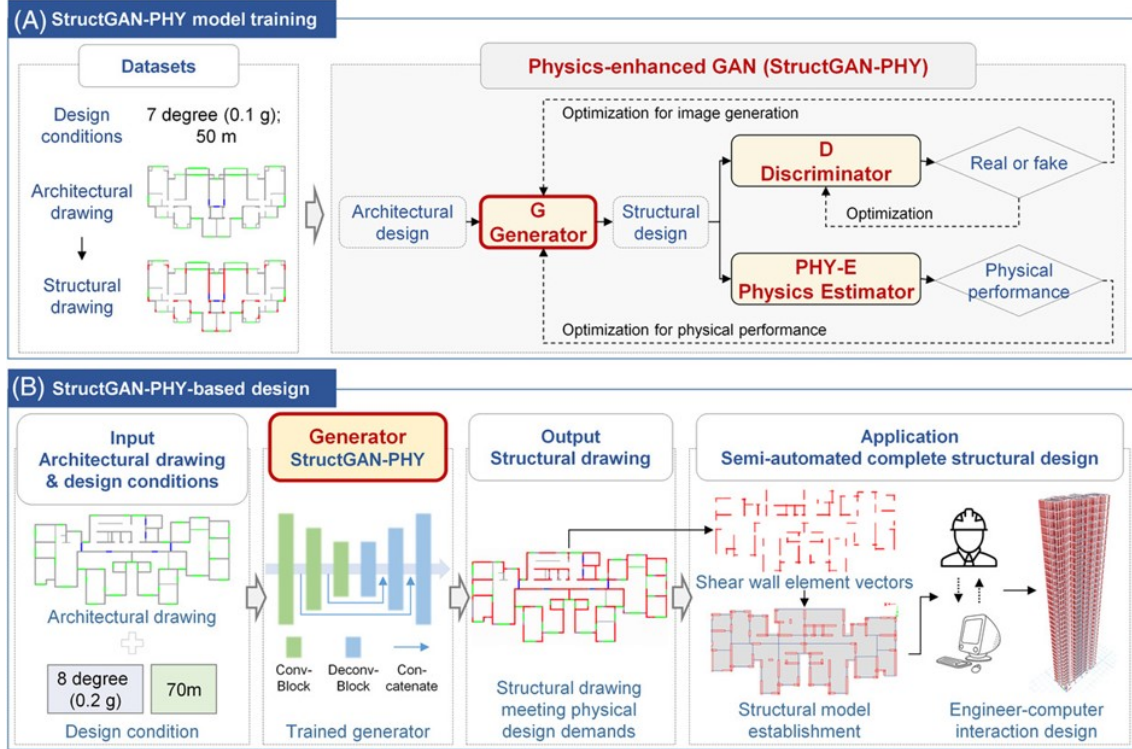 (A) StructGAN-PHY model training
Datasets
Design
conditions
7 degree (0.1 g);
50 m
Architectural
drawing
Structural
drawing
Physics-enhanced GAN (StructGAN-PHY)
Optimization for image generation
Architectural
design
G
Generator
Structural
design
D
Discriminator
Real or fake
Optimization
PHY-E
Physics Estimator
Physical
performance
Optimization for physical performance
(B) StructGAN-PHY-based design
Input
Architectural drawing
& design conditions
Architectural drawing
8 degree
(0.2 g)
70m
Design condition
Generator
StructGAN-PHY
Conv-
Block
Deconv-
Block
Con-
catenate
Trained generator
Output
Structural drawing
Structural drawing
meeting physical
design demands
Application
Semi-automated complete structural design
Shear wall element vectors
Structural model
establishment
Engineer-computer
interaction design